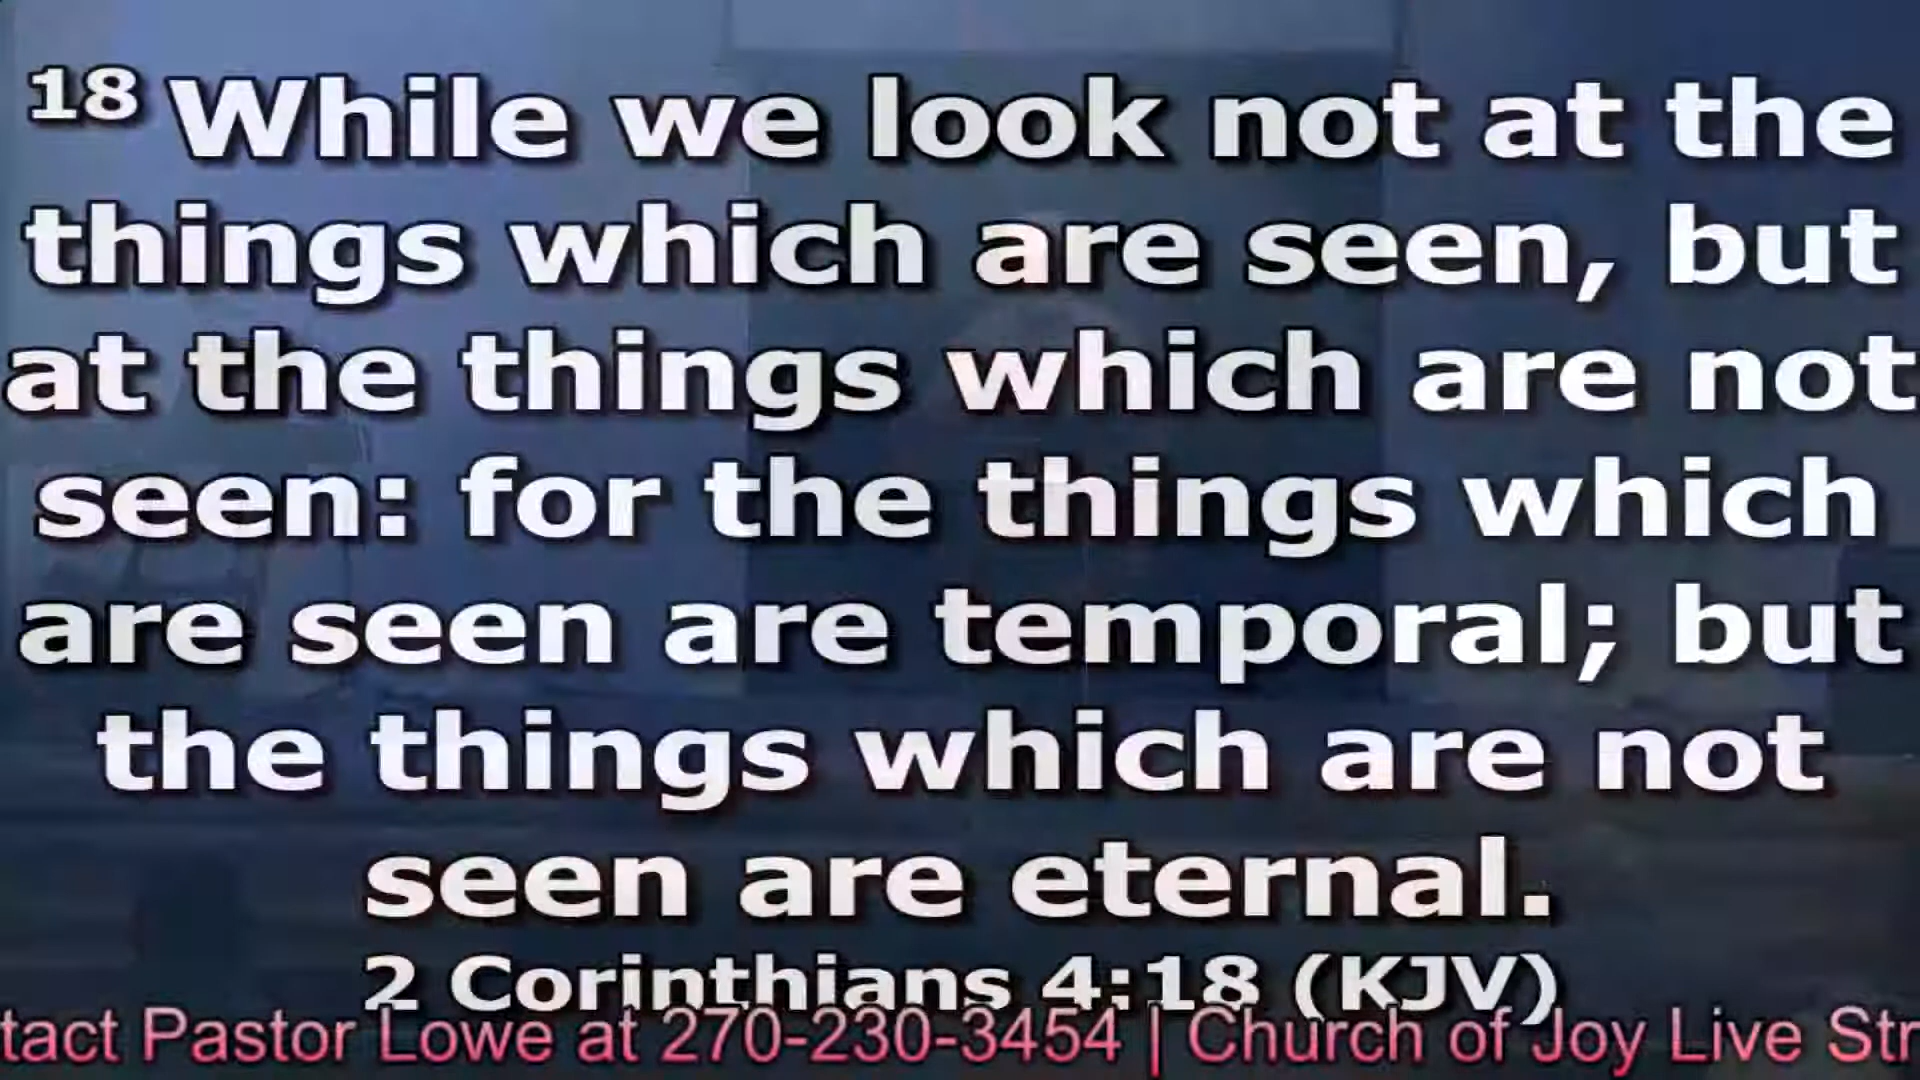 18 While we look not at the
things which are seen, but
at the things which are not
seen: for the things which
are seen are temporal; but
the things which are not
seen are eternal.
2 Corinthians 4:18 (KJV)
tact Pastor Lowe at 270-230-3454 | Church of Joy Live Str